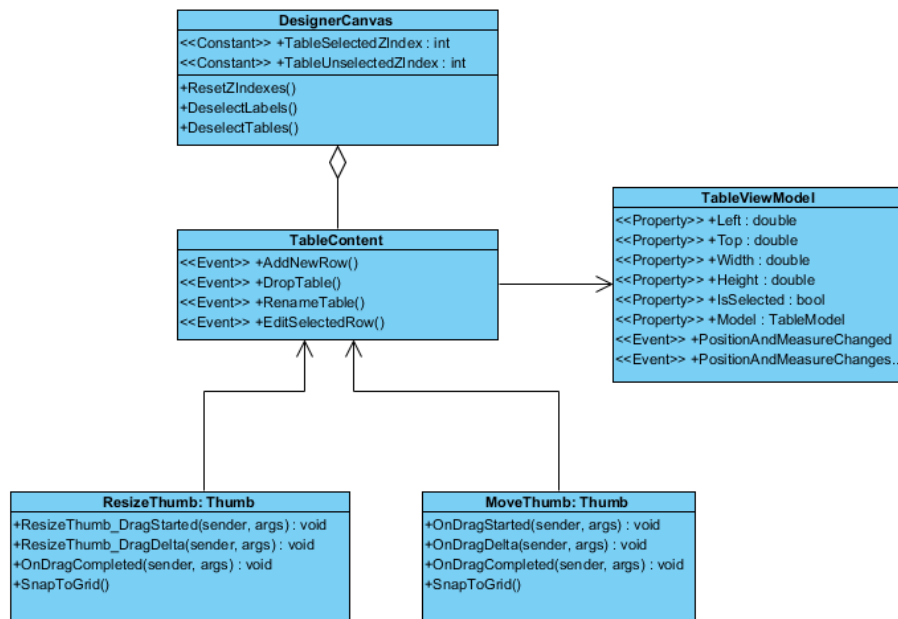 DesignerCanvas
<<Constant>> +TableSelectedZIndex : int
<<Constant>> +TableUnselectedZIndex : int
+ResetZIndexes()
+DeselectLabels()
+DeselectTables()
TableContent
<<Event>> +AddNewRow()
<<Event>> +DropTable()
<<Event>> +RenameTable()
<<Event>> +EditSelectedRow()
TableViewModel
<<Property>> +Left : double
<<Property>> +Top : double
<<Property>> +Width : double
<<Property>> +Height : double
<<Property>> +IsSelected : bool
<<Property>> +Model : TableModel
<<Event>> +PositionAndMeasureChanged
<<Event>> +PositionAndMeasureChanges...
ResizeThumb: Thumb
+ResizeThumb_DragStarted(sender, args) : void
+ResizeThumb_DragDelta(sender, args) : void
+OnDragCompleted(sender, args) : void
+SnapToGrid()
MoveThumb: Thumb
+OnDragStarted(sender, args) : void
+OnDragDelta(sender, args) : void
+OnDragCompleted(sender, args) : void
+SnapToGrid()